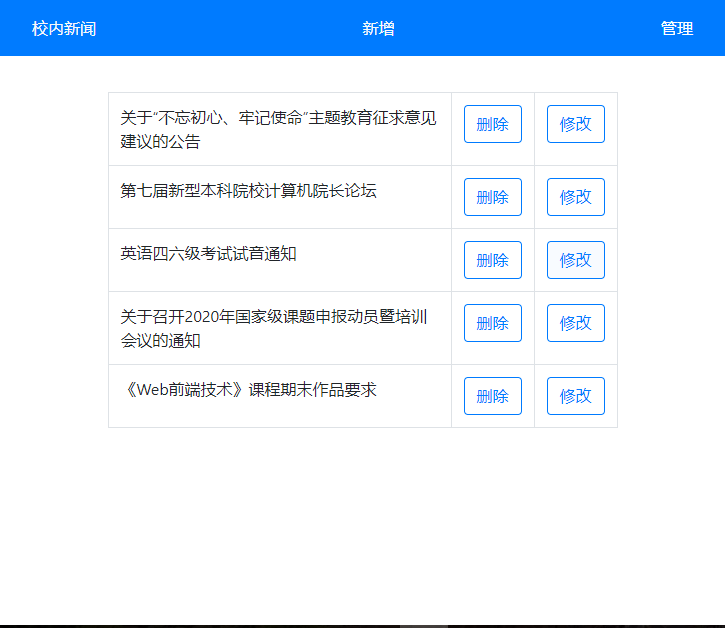 校内新闻 新增 管理
关于“不忘初心、牢记使命”主题教育征求意见
建议的公告
删除 修改
第七届新型本科院校计算机院长论坛 删除 修改
英语四六级考试试音通知 删除 修改
关于召开2020年国家级课题申报动员暨培训
会议的通知
删除 修改
《Web前端技术》课程期末作品要求 删除 修改